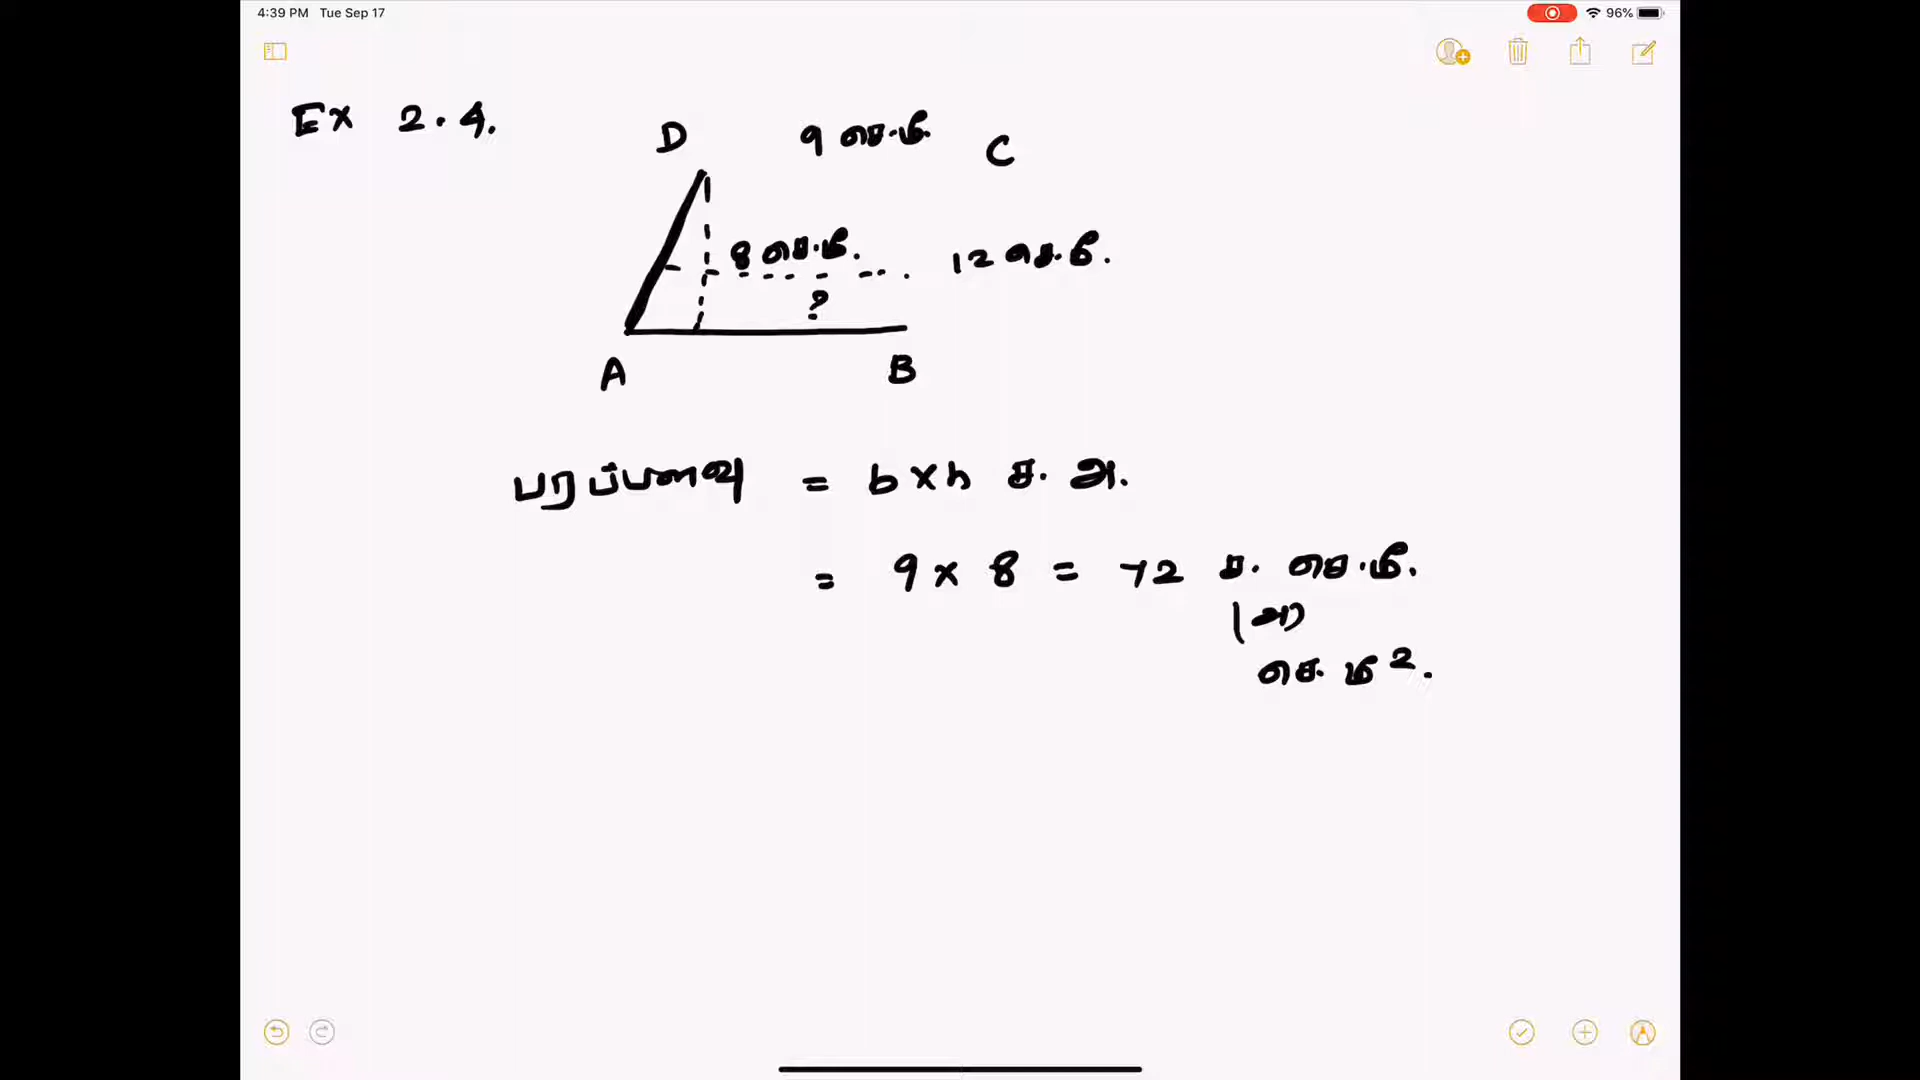 4:39 PM Tue Sep 17
96%
Ex 2.4.
D 9 செ.மீ. C
8 செ.மீ. 12 செ.மீ.
?
A B
பரப்பளவு = b x h ச. அ.
= 9 x 8 = 72 ச. செ.மீ.
(அ)
செ.மீ 2.